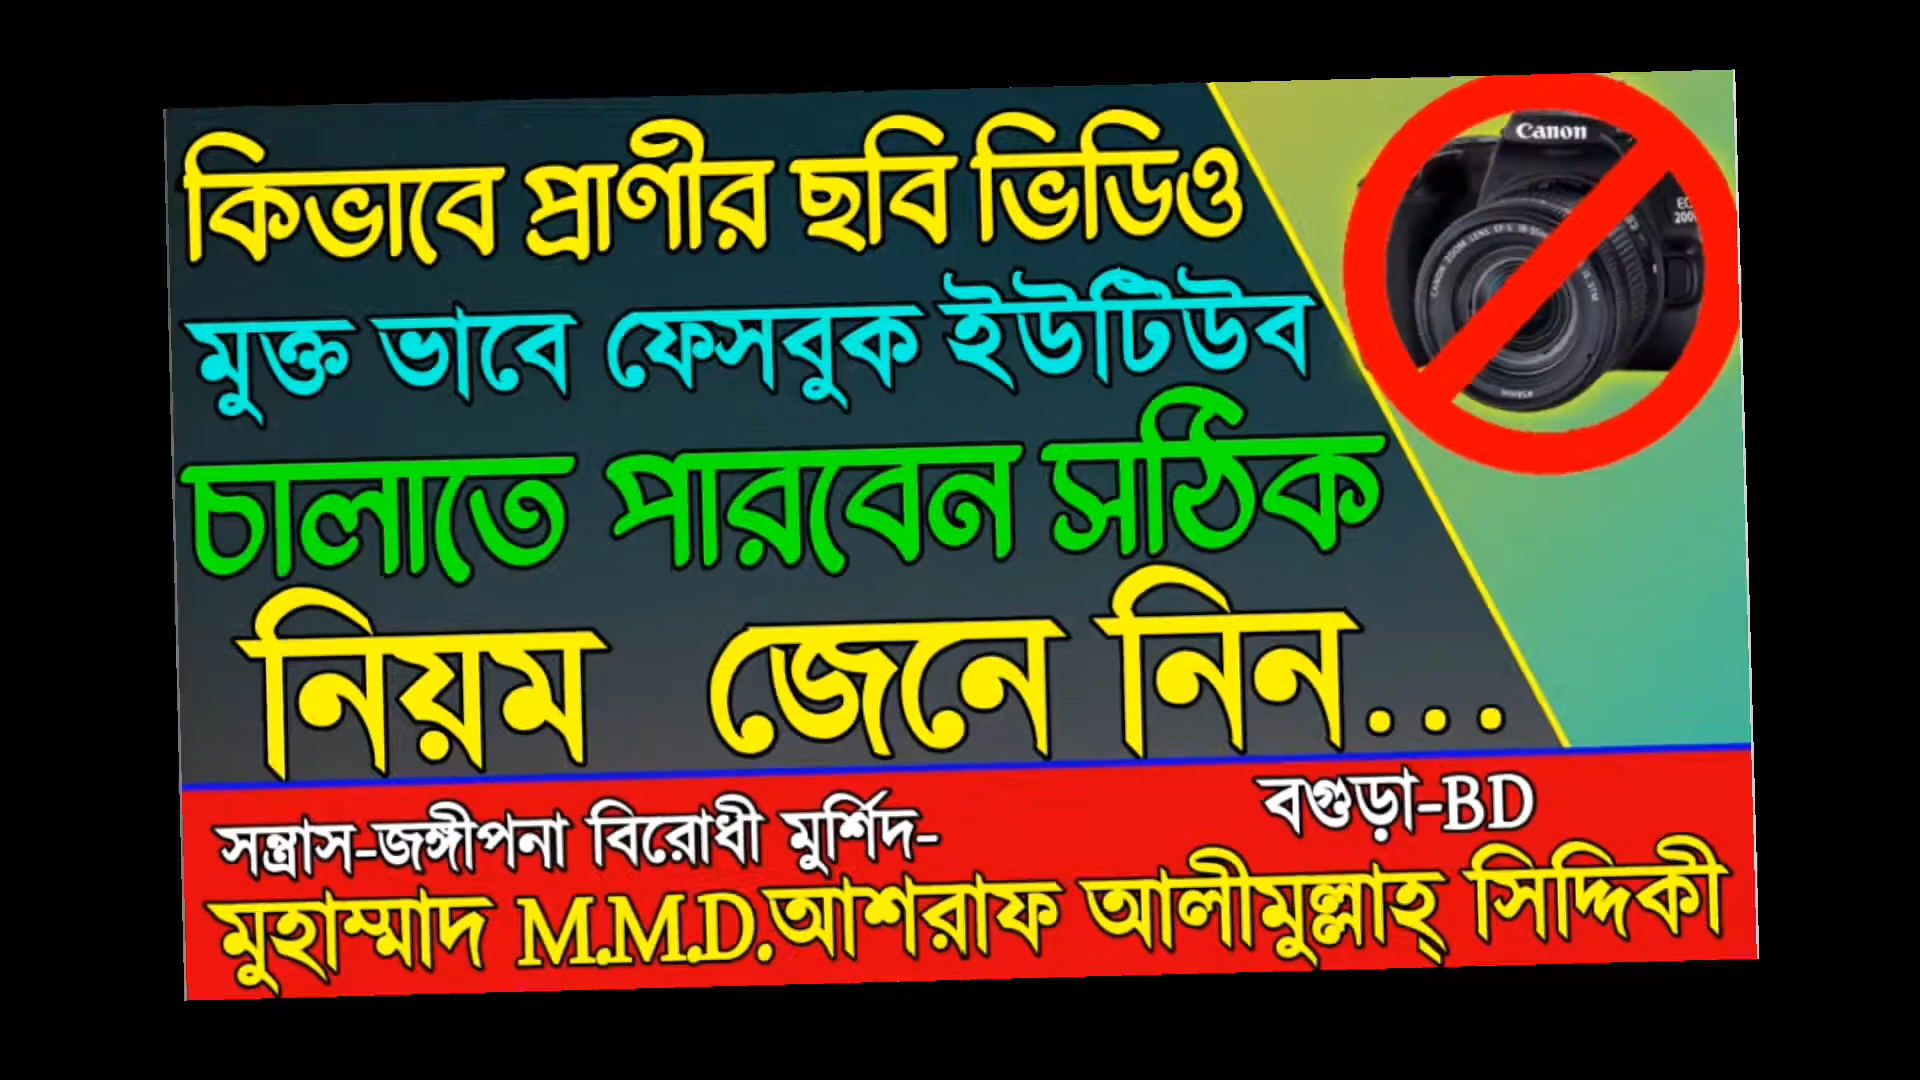 কিভাবে প্রাণীর ছবি ভিডিও
মুক্ত ভাবে ফেসবুক ইউটিউব
চালাতে পারবেন সঠিক
নিয়ম জেনে নিন...
সন্ত্রাস-জঙ্গীপনা বিরোধী মুর্শিদ-
বগুড়া-BD
মুহাম্মাদ M.M.D.আশরাফ আলীমুল্লাহ্ সিদ্দিকী
Canon